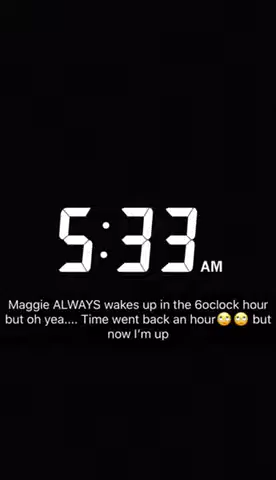 5:33 AM
Maggie ALWAYS wakes up in the 6oclock hour
but oh yea.... Time went back an hour🙄🙄 but
now I'm up